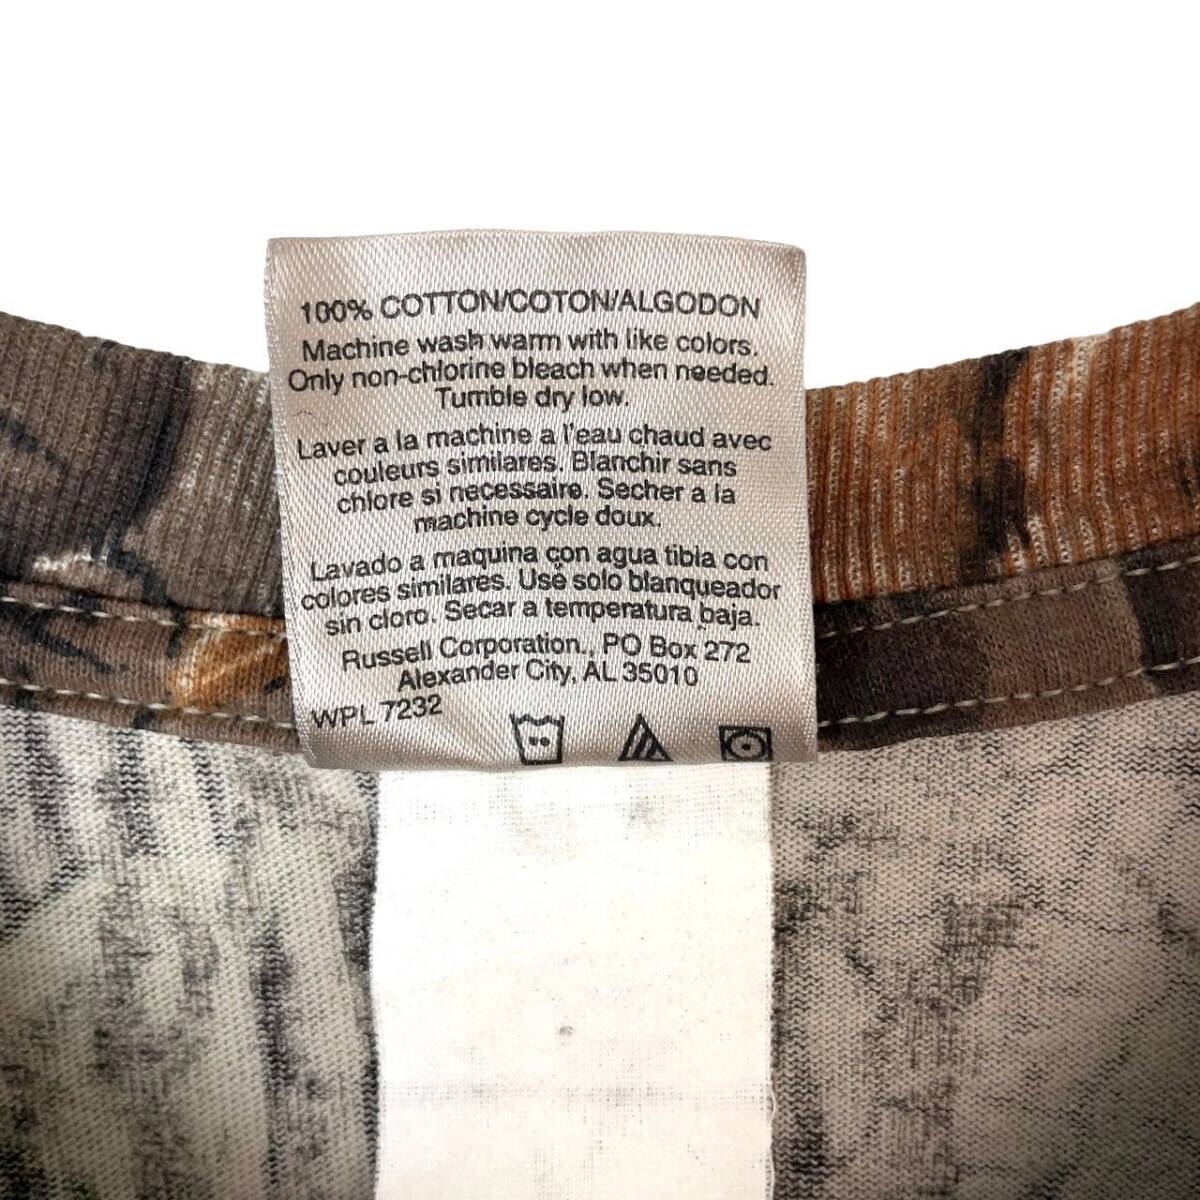 100% COTTON/COTON/ALGODON
Machine wash warm with like colors.
Only non-chlorine bleach when needed.
Tumble dry low.
Laver a la machine a l'eau chaud avec
couleurs similares. Blanchir sans
chlore si necessaire. Secher a la
machine cycle doux.
Lavado a maquina con agua tibia con
colores similares. Usé solo blanqueador
sin cloro. Secar a temperatura baja.
Russell Corporation., PO Box 272
Alexander City, AL 35010
WPL 7232